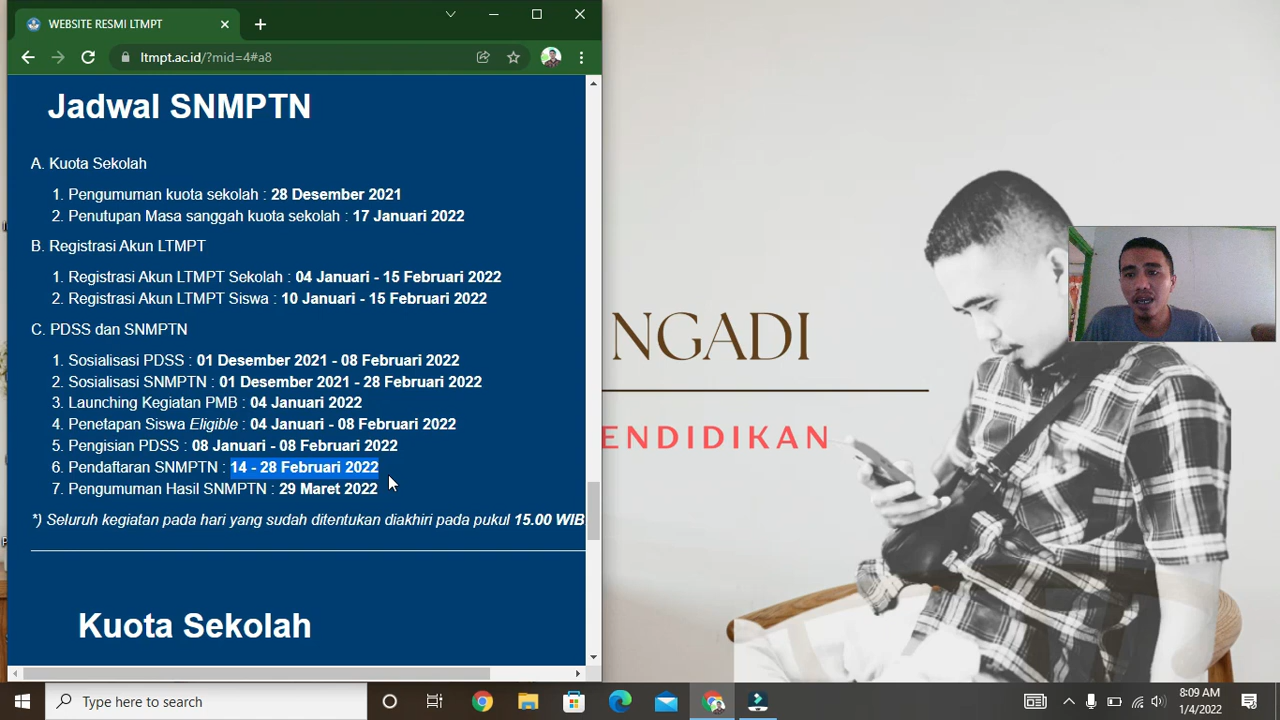 WEBSITE RESMI LTMPT
ltmpt.ac.id/?mid=4#a8
Jadwal SNMPTN
A. Kuota Sekolah
1. Pengumuman kuota sekolah : 28 Desember 2021
2. Penutupan Masa sanggah kuota sekolah : 17 Januari 2022
B. Registrasi Akun LTMPT
1. Registrasi Akun LTMPT Sekolah : 04 Januari - 15 Februari 2022
2. Registrasi Akun LTMPT Siswa : 10 Januari - 15 Februari 2022
C. PDSS dan SNMPTN
1. Sosialisasi PDSS : 01 Desember 2021 - 08 Februari 2022
2. Sosialisasi SNMPTN : 01 Desember 2021 - 28 Februari 2022
3. Launching Kegiatan PMB : 04 Januari 2022
4. Penetapan Siswa Eligible : 04 Januari - 08 Februari 2022
5. Pengisian PDSS : 08 Januari - 08 Februari 2022
6. Pendaftaran SNMPTN : 14 - 28 Februari 2022
7. Pengumuman Hasil SNMPTN : 29 Maret 2022
*) Seluruh kegiatan pada hari yang sudah ditentukan diakhiri pada pukul 15.00 WIB
Kuota Sekolah
NGADI
ENDIDIKAN
Type here to search
8:09 AM
1/4/2022